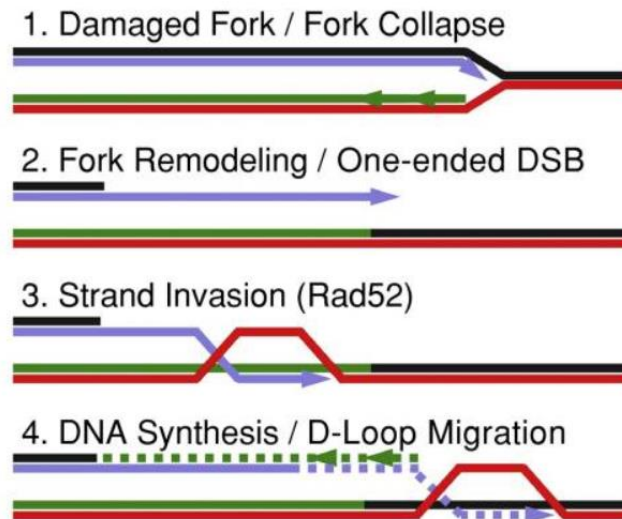 1. Damaged Fork / Fork Collapse
2. Fork Remodeling / One-ended DSB
3. Strand Invasion (Rad52)
4. DNA Synthesis / D-Loop Migration